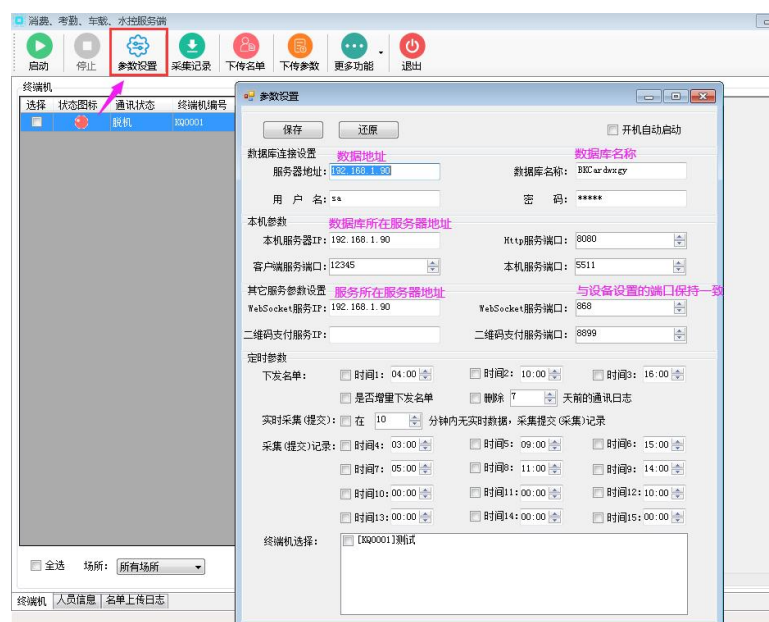 消费、考勤、车载、水控服务端
启动 停止 参数设置 采集记录 下传名单 下传参数 更多功能 退出
终端机
选择 状态图标 通讯状态 终端机编号
脱机 KQ0001
参数设置
保存 还原 开机自动启动
数据库连接设置 数据地址 数据库名称
服务器地址: 192.168.1.90 数据库名称: BKCardwxgy
用 户 名: sa 密 码: *****
本机参数 数据库所在服务器地址
本机服务器IP: 192.168.1.90 Http服务端口: 8080
客户端服务端口: 12345 本机服务端口: 5511
其它服务参数设置 服务所在服务器地址 与设备设置的端口保持一致
WebSocket服务IP: 192.168.1.90 WebSocket服务端口: 868
二维码支付服务IP: 二维码支付服务端口: 8899
定时参数
下发名单: 时间1: 04:00 时间2: 10:00 时间3: 16:00
是否增量下发名单 删除 7 天前的通讯日志
实时采集(提交): 在 10 分钟内无实时数据，采集提交(采集)记录
采集(提交)记录: 时间4: 03:00 时间5: 09:00 时间6: 15:00
时间7: 05:00 时间8: 11:00 时间9: 14:00
时间10: 00:00 时间11: 00:00 时间12: 10:00
时间13: 00:00 时间14: 00:00 时间15: 00:00
终端机选择: [KQ0001]测试
全选 场所: 所有场所
终端机 人员信息 名单上传日志